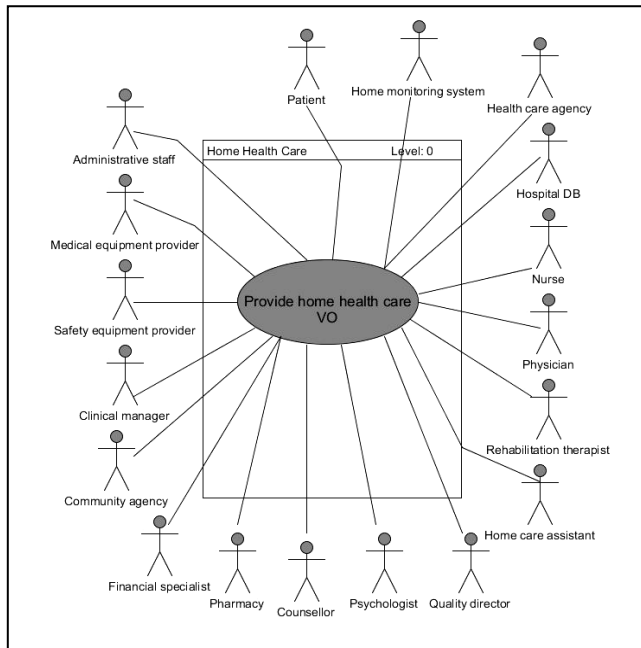 Patient
Home monitoring system
Health care agency
Administrative staff
Home Health Care Level: 0
Hospital DB
Medical equipment provider
Nurse
Provide home health care
VO
Safety equipment provider
Physician
Clinical manager
Rehabilitation therapist
Community agency
Home care assistant
Financial specialist
Pharmacy
Counsellor
Psychologist
Quality director